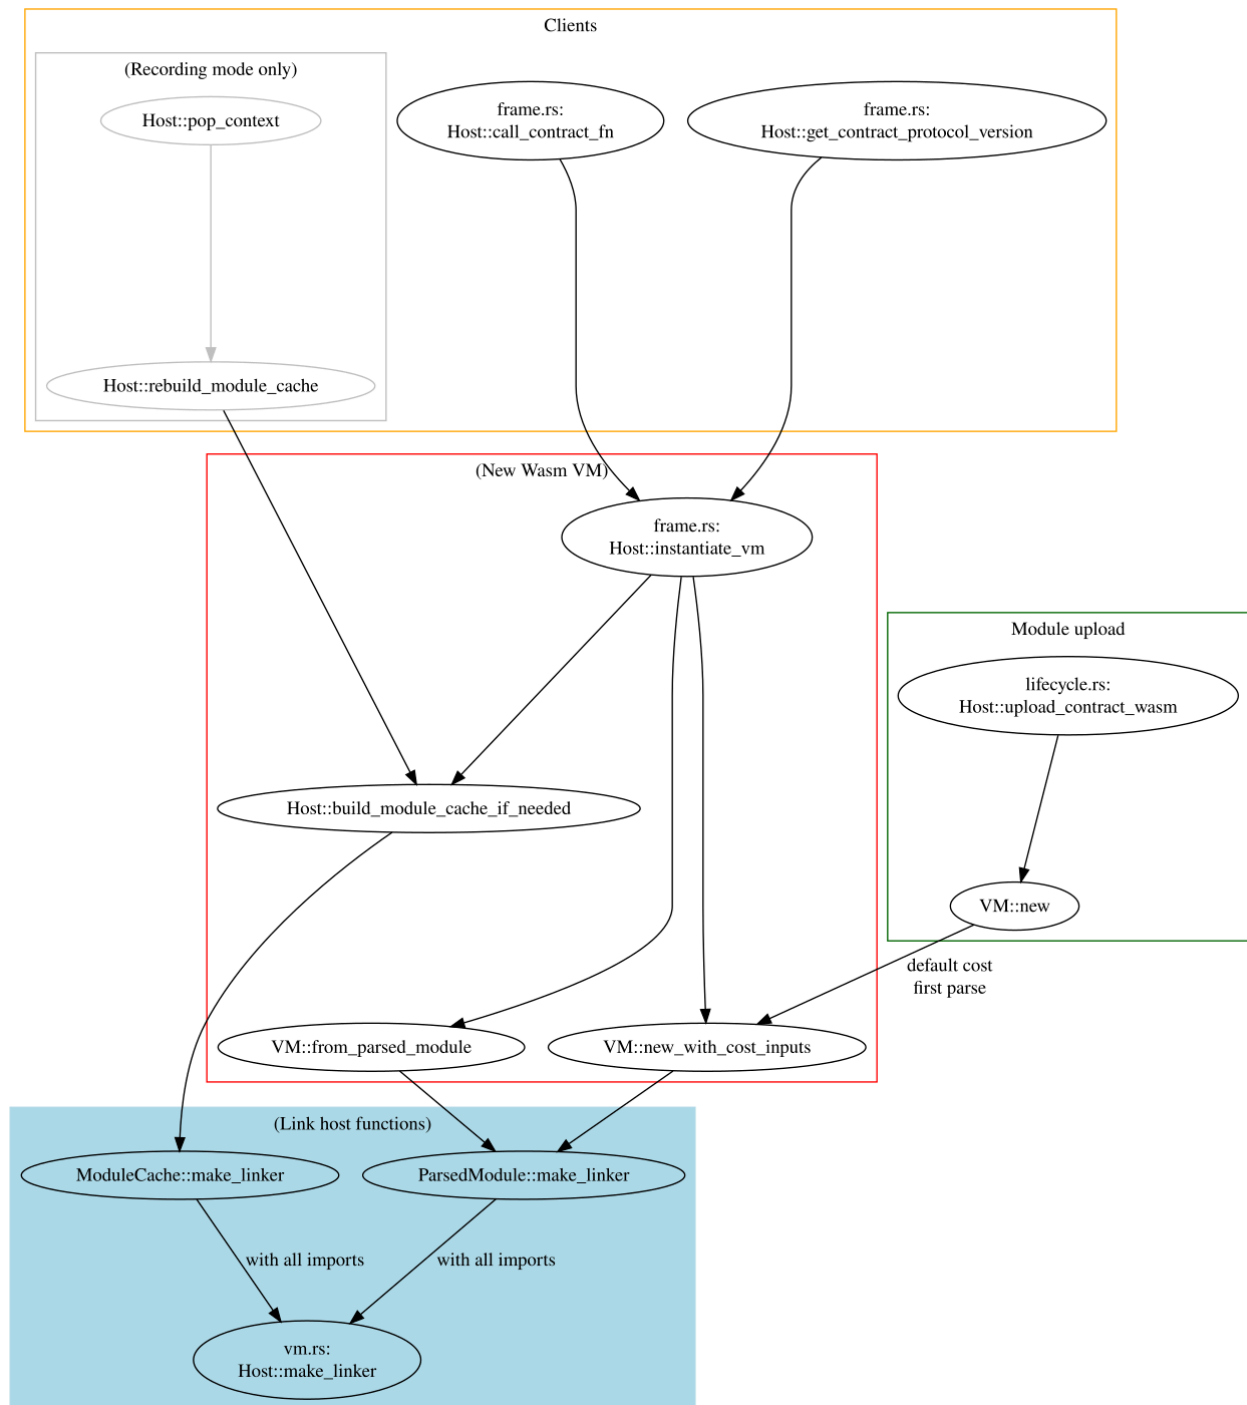 Clients
(Recording mode only)
Host::pop_context
frame.rs:
Host::call_contract_fn
frame.rs:
Host::get_contract_protocol_version
Host::rebuild_module_cache
(New Wasm VM)
frame.rs:
Host::instantiate_vm
Module upload
lifecycle.rs:
Host::upload_contract_wasm
Host::build_module_cache_if_needed
VM::new
default cost
first parse
VM::from_parsed_module
VM::new_with_cost_inputs
(Link host functions)
ModuleCache::make_linker
ParsedModule::make_linker
with all imports
with all imports
vm.rs:
Host::make_linker